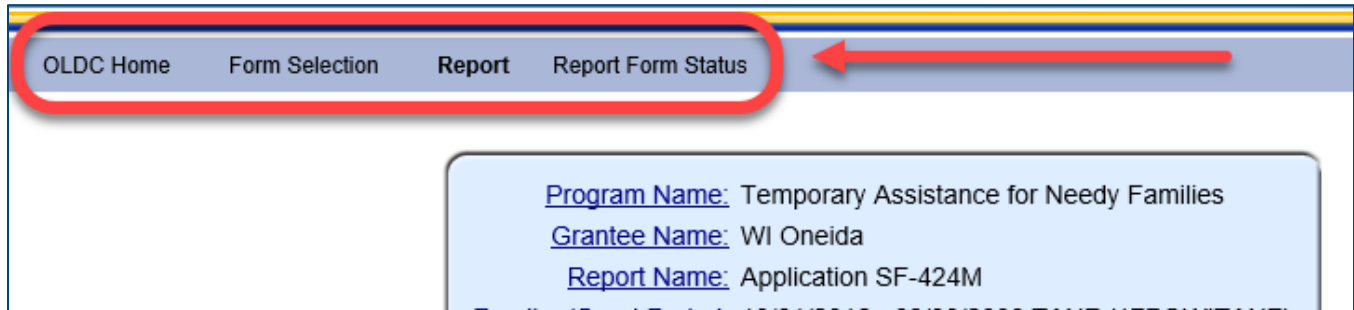 OLDC Home Form Selection Report Report Form Status
Program Name: Temporary Assistance for Needy Families
Grantee Name: WI Oneida
Report Name: Application SF-424M